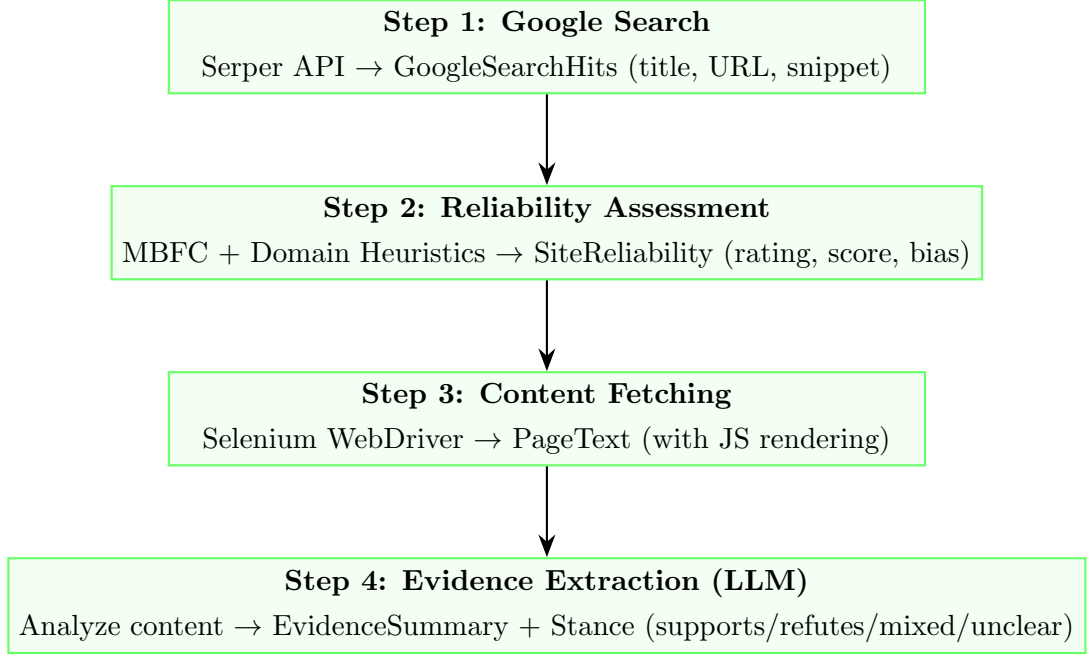 Step 1: Google Search
Serper API → GoogleSearchHits (title, URL, snippet)
Step 2: Reliability Assessment
MBFC + Domain Heuristics → SiteReliability (rating, score, bias)
Step 3: Content Fetching
Selenium WebDriver → PageText (with JS rendering)
Step 4: Evidence Extraction (LLM)
Analyze content → EvidenceSummary + Stance (supports/refutes/mixed/unclear)